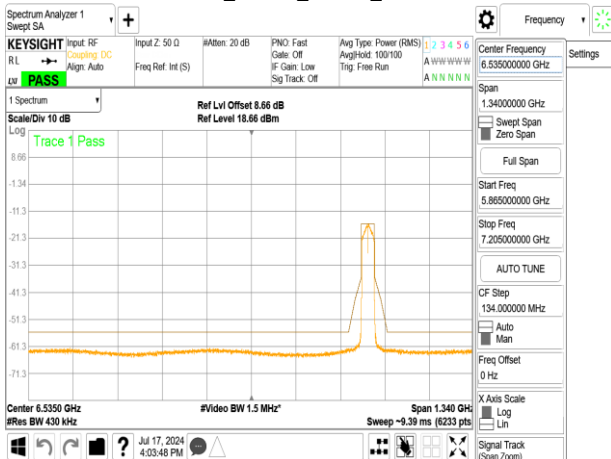 Spectrum Analyzer 1
Swept SA
Frequency
KEYSIGHT
RL
LXI
PASS
Input: RF
Coupling: DC
Align: Auto
Input Z: 50 Ω
Freq Ref: Int (S)
#Atten: 20 dB
PNO: Fast
Gate: Off
IF Gain: Low
Sig Track: Off
Avg Type: Power (RMS)
Avg|Hold: 100/100
Trig: Free Run
1 2 3 4 5 6
A W W W W W
A N N N N N
Center Frequency
6.535000000 GHz
Settings
Span
1.34000000 GHz
Swept Span
Zero Span
Full Span
Start Freq
5.865000000 GHz
Stop Freq
7.205000000 GHz
AUTO TUNE
CF Step
134.000000 MHz
Auto
Man
Freq Offset
0 Hz
X Axis Scale
Log
Lin
Signal Track
(Span Zoom)
1 Spectrum
Scale/Div 10 dB
Ref Lvl Offset 8.66 dB
Ref Level 18.66 dBm
Log
Trace 1 Pass
8.66
-1.34
-11.3
-21.3
-31.3
-41.3
-51.3
-61.3
-71.3
Center 6.5350 GHz
#Res BW 430 kHz
#Video BW 1.5 MHz*
Span 1.340 GHz
Sweep ~9.39 ms (6233 pts
?
Jul 17, 2024
4:03:48 PM